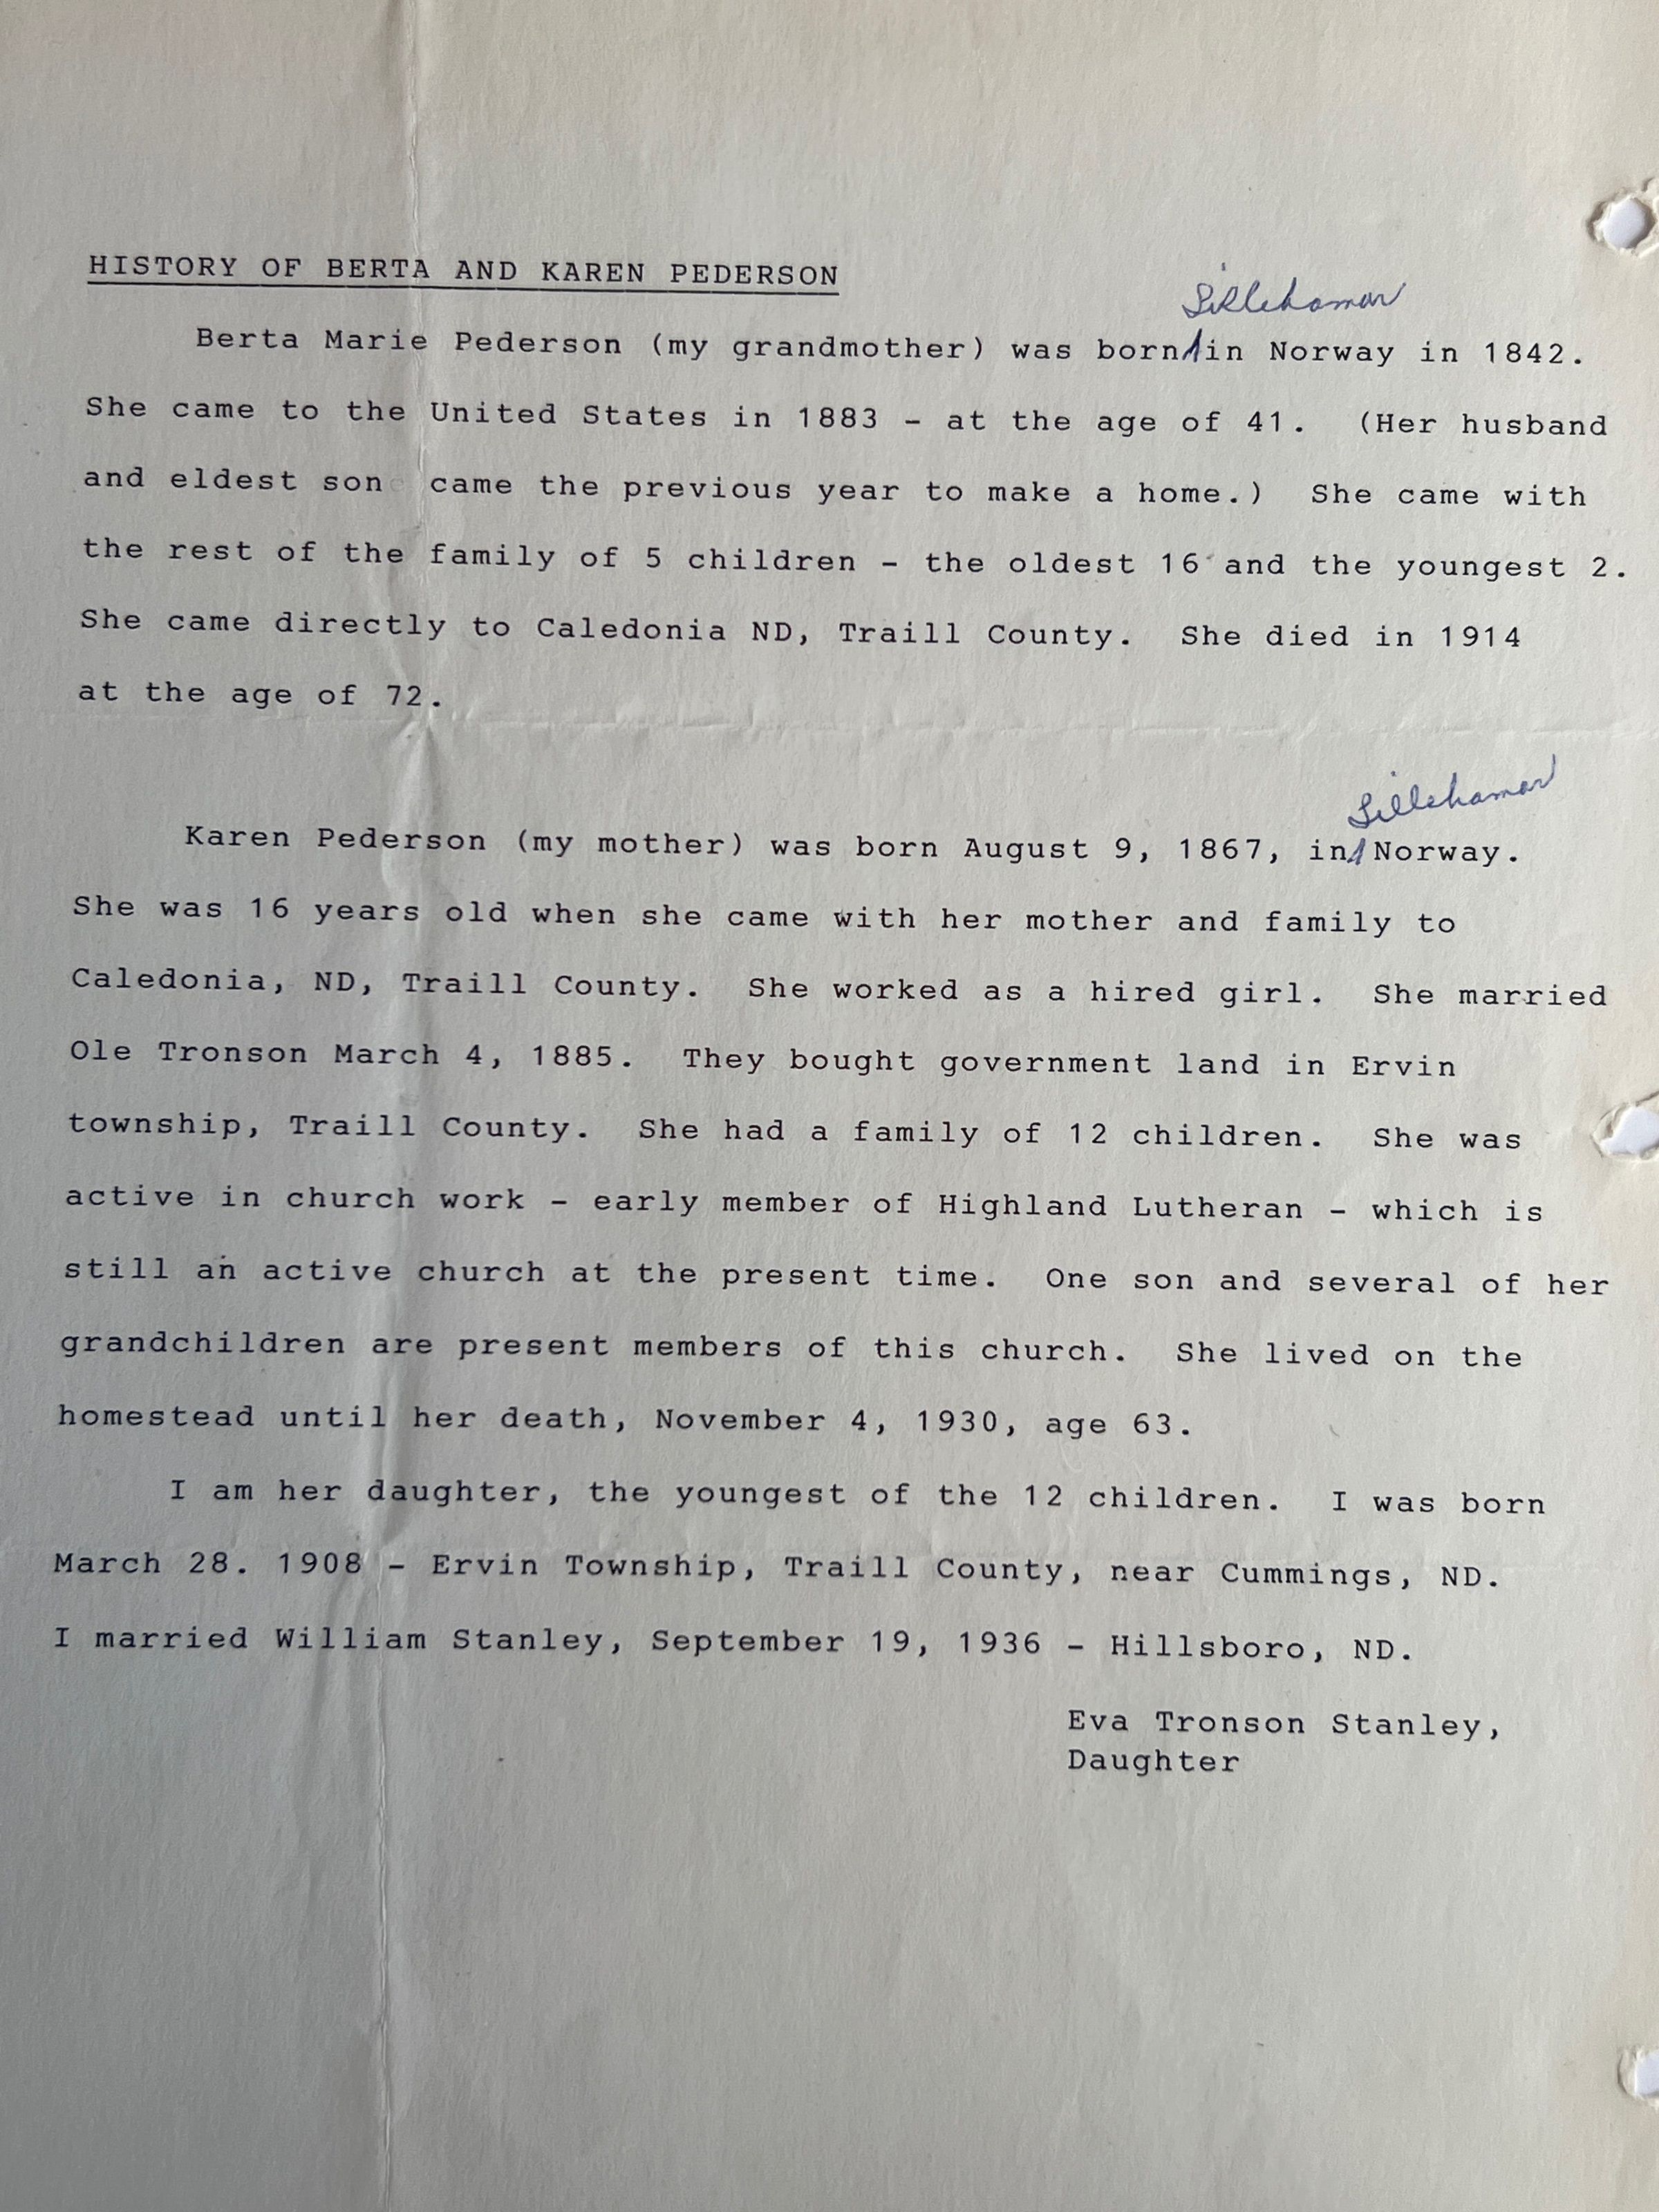 HISTORY OF BERTA AND KAREN PEDERSON
Lillehamar
Berta Marie Pederson (my grandmother) was born in Norway in 1842.
She came to the United States in 1883 - at the age of 41. (Her husband
and eldest son came the previous year to make a home.) She came with
the rest of the family of 5 children - the oldest 16 and the youngest 2.
She came directly to Caledonia ND, Traill County. She died in 1914
at the age of 72.
Lillehamar
Karen Pederson (my mother) was born August 9, 1867, in Norway.
She was 16 years old when she came with her mother and family to
Caledonia, ND, Traill County. She worked as a hired girl. She married
Ole Tronson March 4, 1885. They bought government land in Ervin
township, Traill County. She had a family of 12 children. She was
active in church work - early member of Highland Lutheran - which is
still an active church at the present time. One son and several of her
grandchildren are present members of this church. She lived on the
homestead until her death, November 4, 1930, age 63.
I am her daughter, the youngest of the 12 children. I was born
March 28. 1908 - Ervin Township, Traill County, near Cummings, ND.
I married William Stanley, September 19, 1936 - Hillsboro, ND.
Eva Tronson Stanley,
Daughter